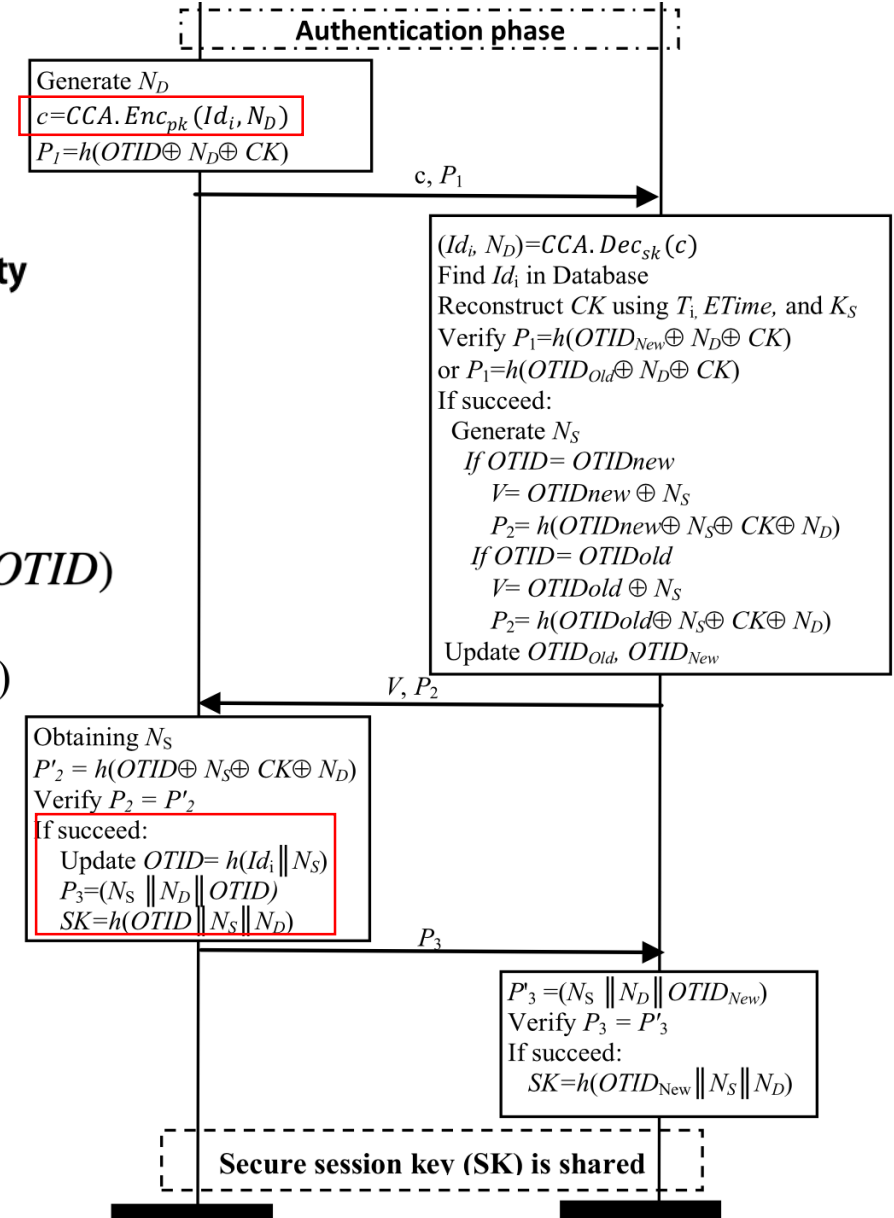 Authentication phase
Generate N_D
c=CCA.Enc_pk(Id_i, N_D)
P_1=h(OTID⊕ N_D⊕ CK)
c, P_1
(Id_i, N_D)=CCA.Dec_sk(c)
Find Id_i in Database
Reconstruct CK using T_i, ETime, and K_S
Verify P_1=h(OTID_New⊕ N_D⊕ CK)
or P_1=h(OTID_Old⊕ N_D⊕ CK)
If succeed:
Generate N_S
If OTID= OTIDnew
V= OTIDnew ⊕ N_S
P_2= h(OTIDnew⊕ N_S⊕ CK⊕ N_D)
If OTID= OTIDold
V= OTIDold ⊕ N_S
P_2= h(OTIDold⊕ N_S⊕ CK⊕ N_D)
Update OTID_Old, OTID_New
ty
OTID)
)
V, P_2
Obtaining N_S
P'_2 = h(OTID⊕ N_S⊕ CK⊕ N_D)
Verify P_2 = P'_2
If succeed:
Update OTID= h(Id_i‖N_S)
P_3=(N_S ‖N_D‖OTID)
SK=h(OTID‖N_S‖N_D)
P_3
P'_3 =(N_S ‖N_D‖OTID_New)
Verify P_3 = P'_3
If succeed:
SK=h(OTID_New‖N_S‖N_D)
Secure session key (SK) is shared